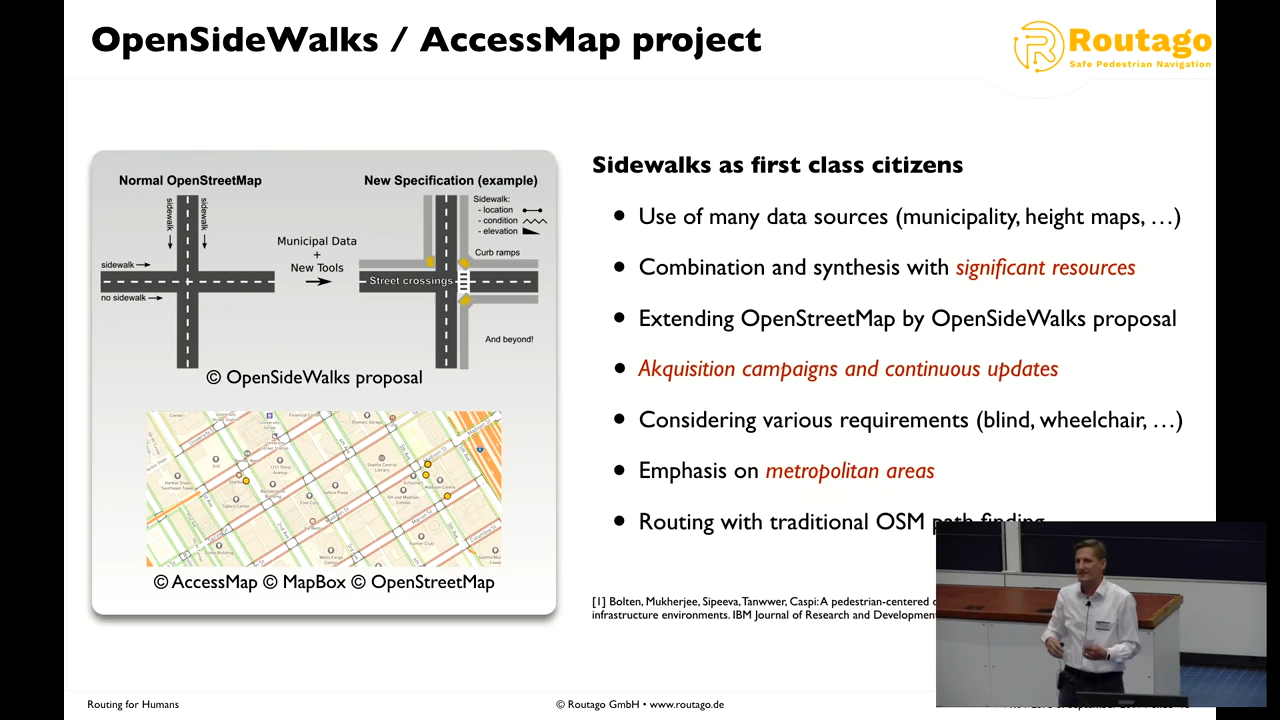 OpenSideWalks / AccessMap project
Routago
Safe Pedestrian Navigation
Normal OpenStreetMap
New Specification (example)
sidewalk
sidewalk
sidewalk
no sidewalk
Municipal Data
+
New Tools
Sidewalk:
- location
- condition
- elevation
Curb ramps
Street crossings
And beyond!
© OpenSideWalks proposal
© AccessMap © MapBox © OpenStreetMap
Sidewalks as first class citizens
• Use of many data sources (municipality, height maps, …)
• Combination and synthesis with significant resources
• Extending OpenStreetMap by OpenSideWalks proposal
• Akquisition campaigns and continuous updates
• Considering various requirements (blind, wheelchair, …)
• Emphasis on metropolitan areas
• Routing with traditional OSM path finding
[1] Bolten, Mukherjee, Sipeeva, Tanwwer, Caspi: A pedestrian-centered
infrastructure environments. IBM Journal of Research and Development
Routing for Humans
© Routago GmbH • www.routago.de